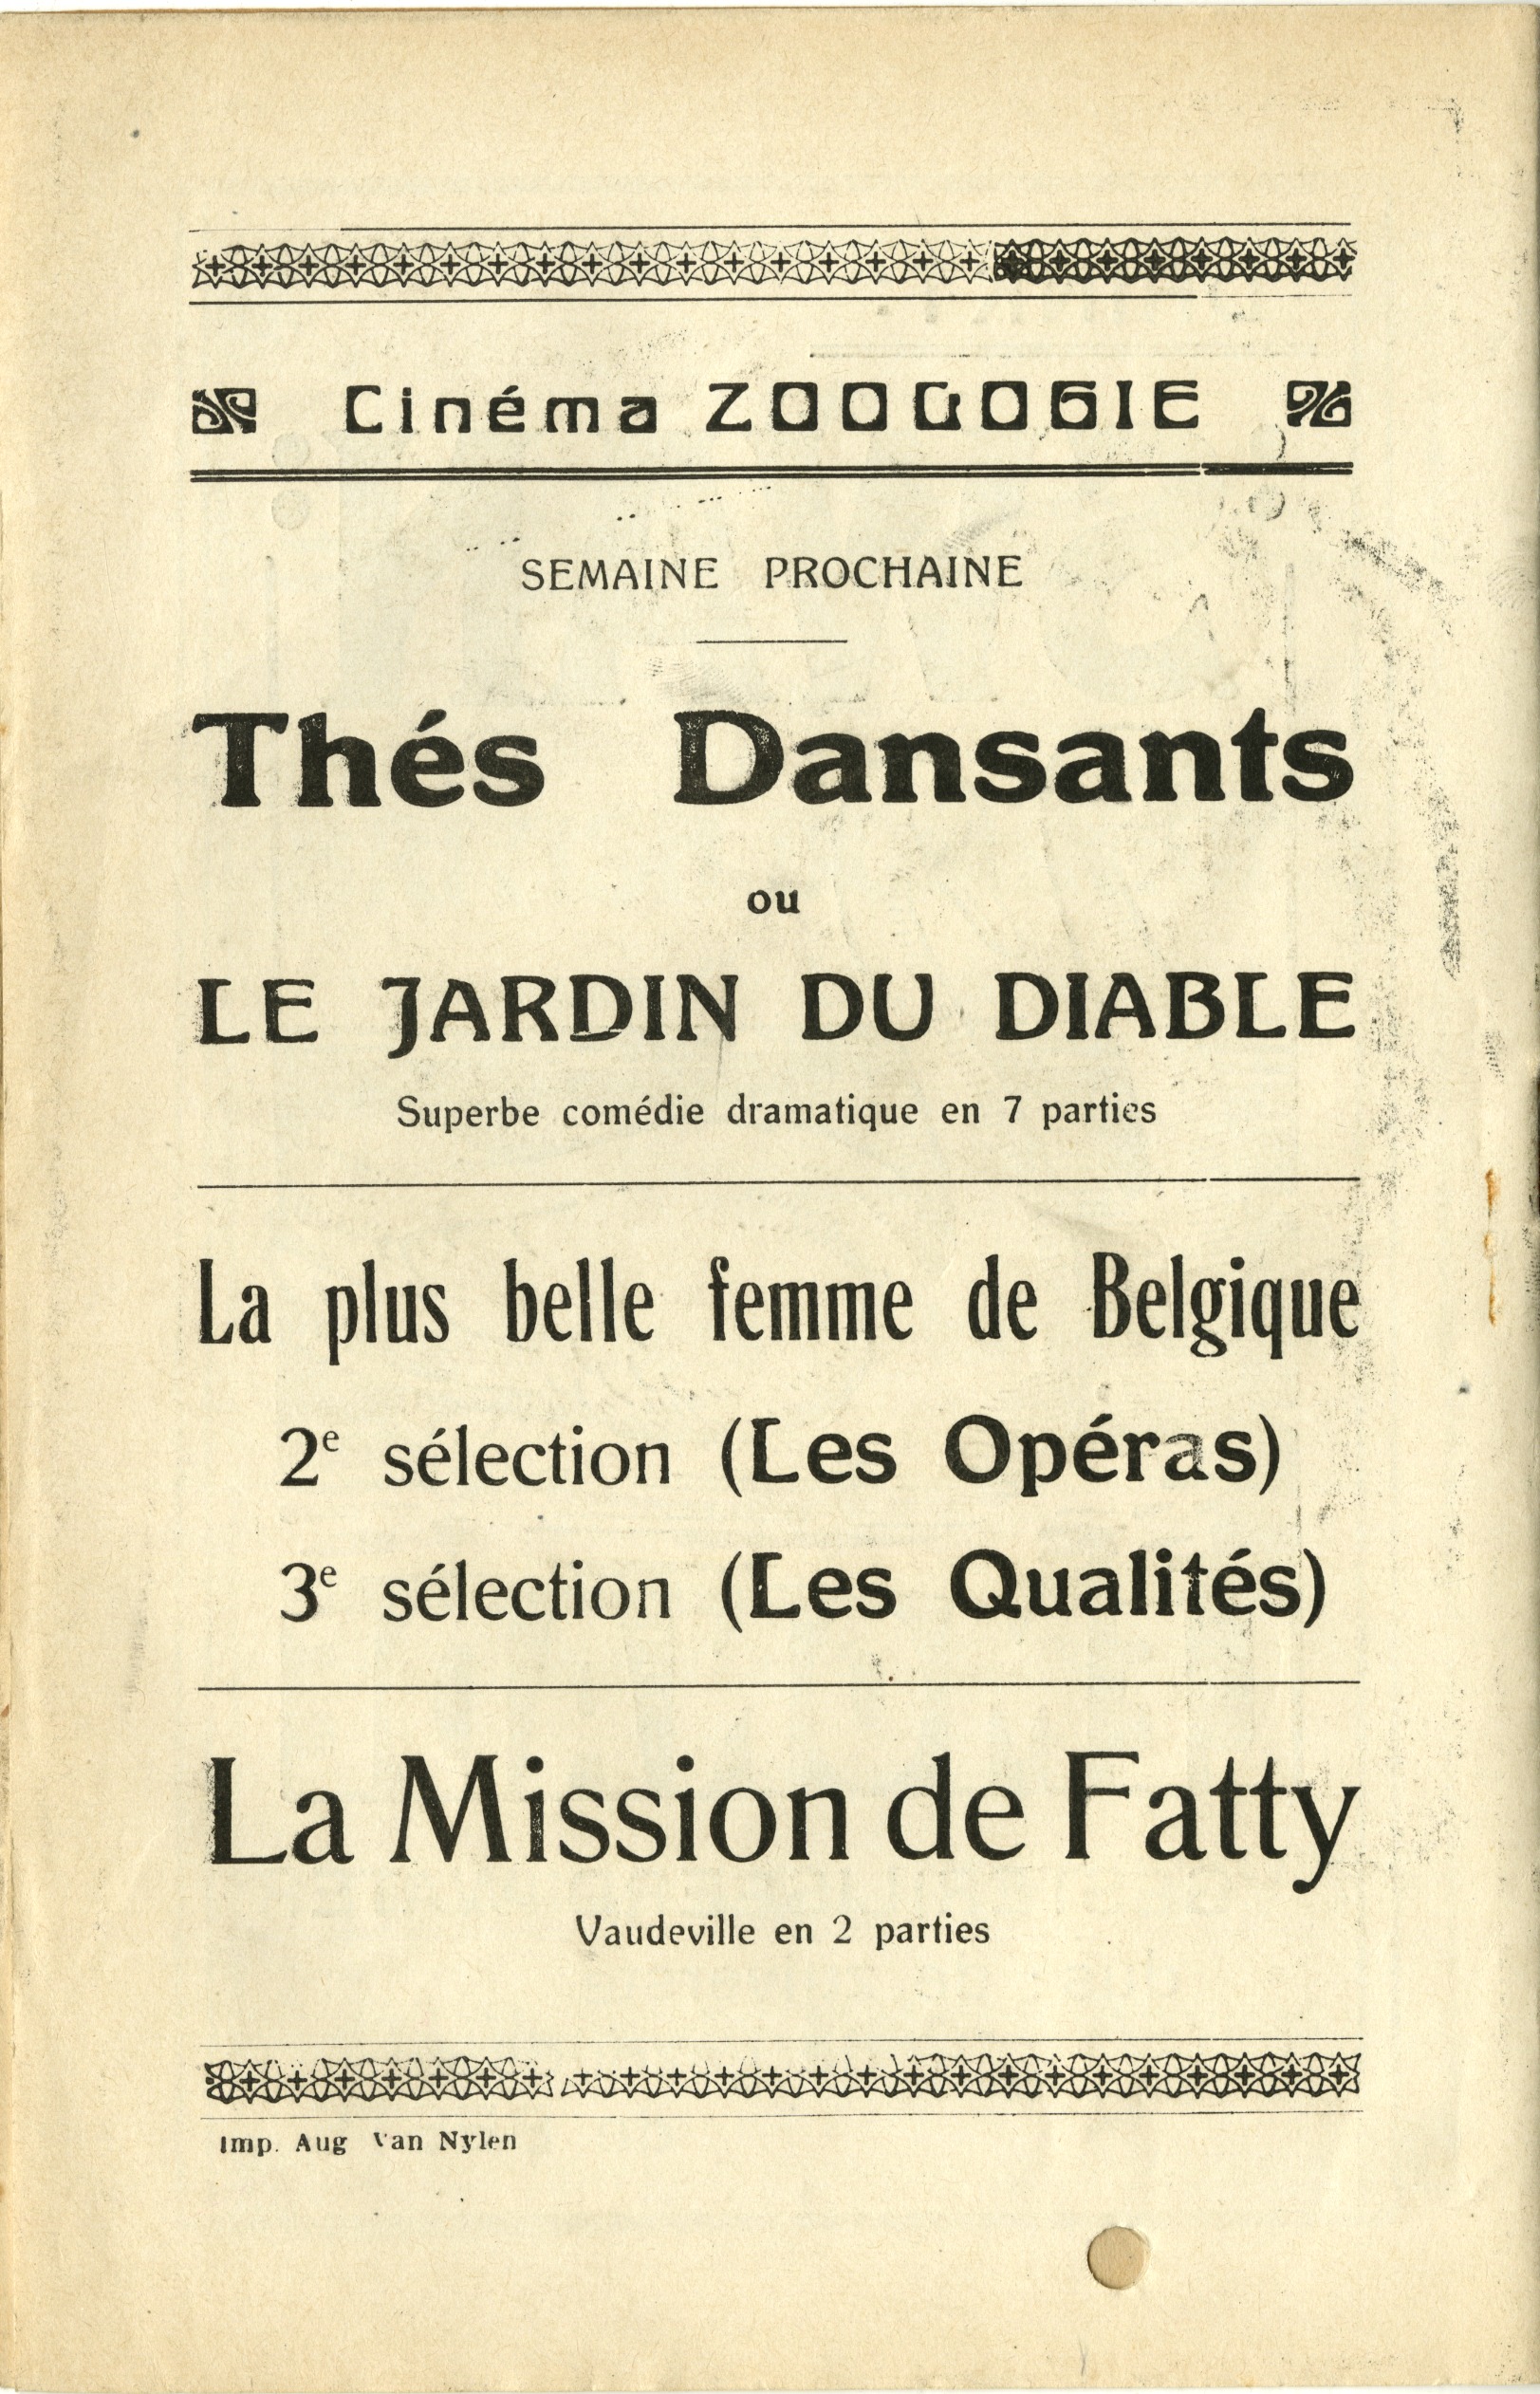 Cinéma ZOOLOGIE
SEMAINE PROCHAINE
Thés Dansants
ou
LE JARDIN DU DIABLE
Superbe comédie dramatique en 7 parties
La plus belle femme de Belgique
2e sélection (Les Opéras)
3e sélection (Les Qualités)
La Mission de Fatty
Vaudeville en 2 parties
Imp. Aug Van Nylen